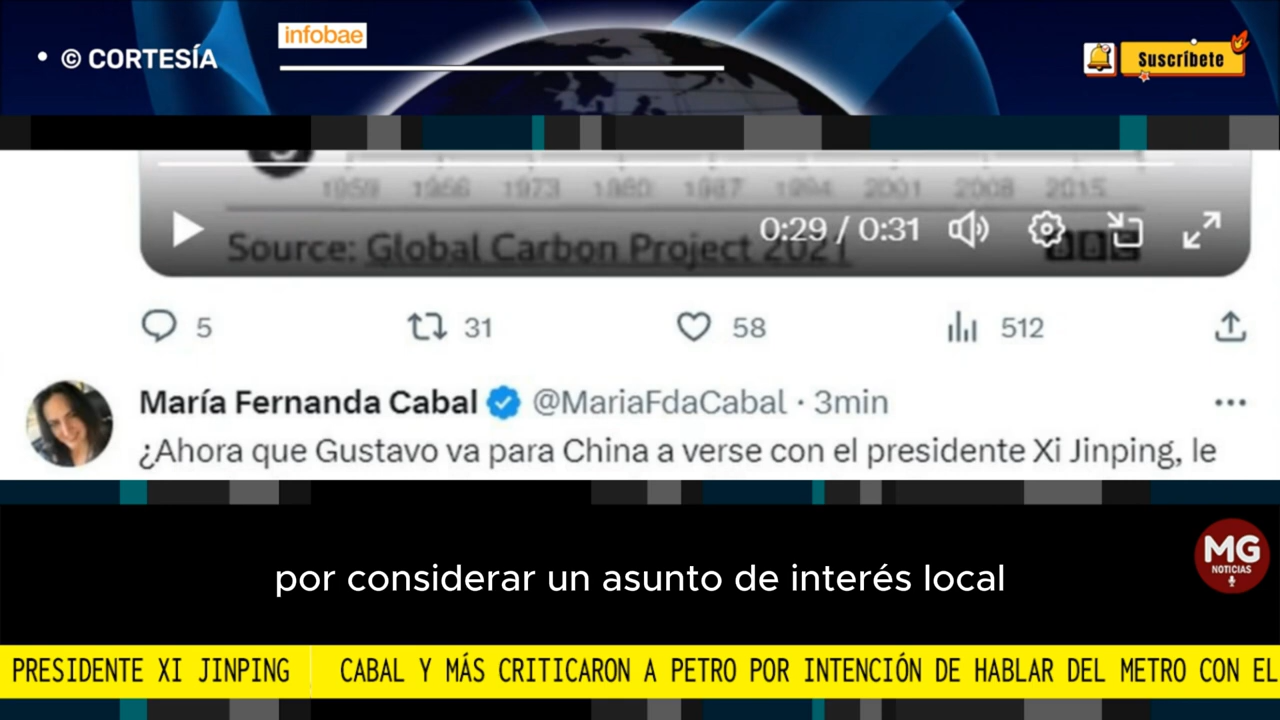 infobae
• © CORTESÍA
Suscríbete
1959 1966 1973 1980 1987 1994 2001 2008 2015
0:29 / 0:31
Source: Global Carbon Project 2021
5 31 58 512
María Fernanda Cabal @MariaFdaCabal · 3min
¿Ahora que Gustavo va para China a verse con el presidente Xi Jinping, le
por considerar un asunto de interés local
MG
NOTICIAS
PRESIDENTE XI JINPING CABAL Y MÁS CRITICARON A PETRO POR INTENCIÓN DE HABLAR DEL METRO CON EL